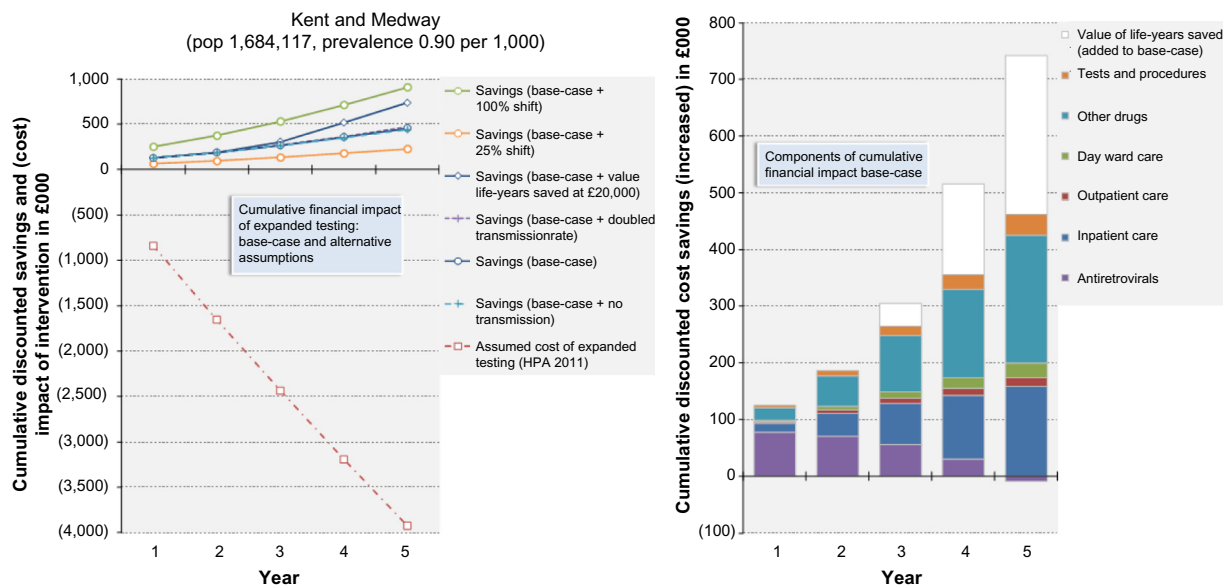 Kent and Medway
(pop 1,684,117, prevalence 0.90 per 1,000)
Cumulative discounted savings and (cost)
impact of intervention in £000
1,000
500
0
(500)
(1,000)
(1,500)
(2,000)
(2,500)
(3,000)
(3,500)
(4,000)
1 2 3 4 5
Year
Cumulative financial impact
of expanded testing:
base-case and alternative
assumptions
Savings (base-case +
100% shift)
Savings (base-case +
25% shift)
Savings (base-case + value
life-years saved at £20,000)
Savings (base-case + doubled
transmissionrate)
Savings (base-case)
Savings (base-case + no
transmission)
Assumed cost of expanded
testing (HPA 2011)
Cumulative discounted cost savings (increased) in £000
800
700
600
500
400
300
200
100
0
(100)
1 2 3 4 5
Year
Components of cumulative
financial impact base-case
Value of life-years saved
(added to base-case)
Tests and procedures
Other drugs
Day ward care
Outpatient care
Inpatient care
Antiretrovirals